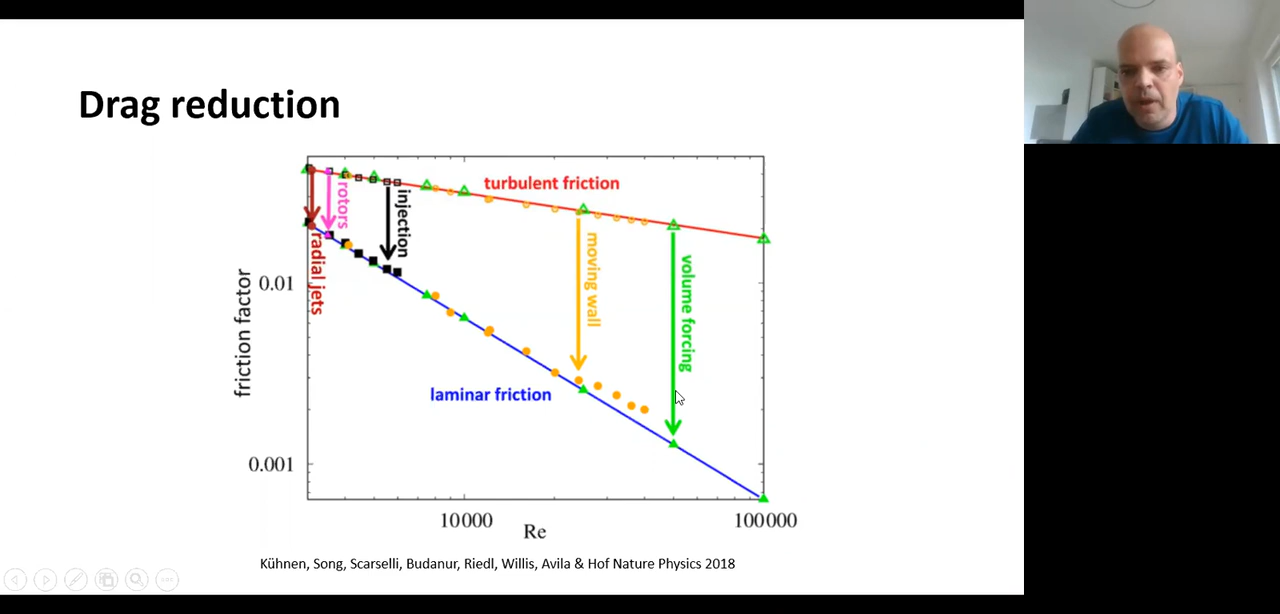 Drag reduction
turbulent friction
rotors
injection
radial jets
moving wall
volume forcing
laminar friction
friction factor
0.01
0.001
10000
100000
Re
Kühnen, Song, Scarselli, Budanur, Riedl, Willis, Avila & Hof Nature Physics 2018